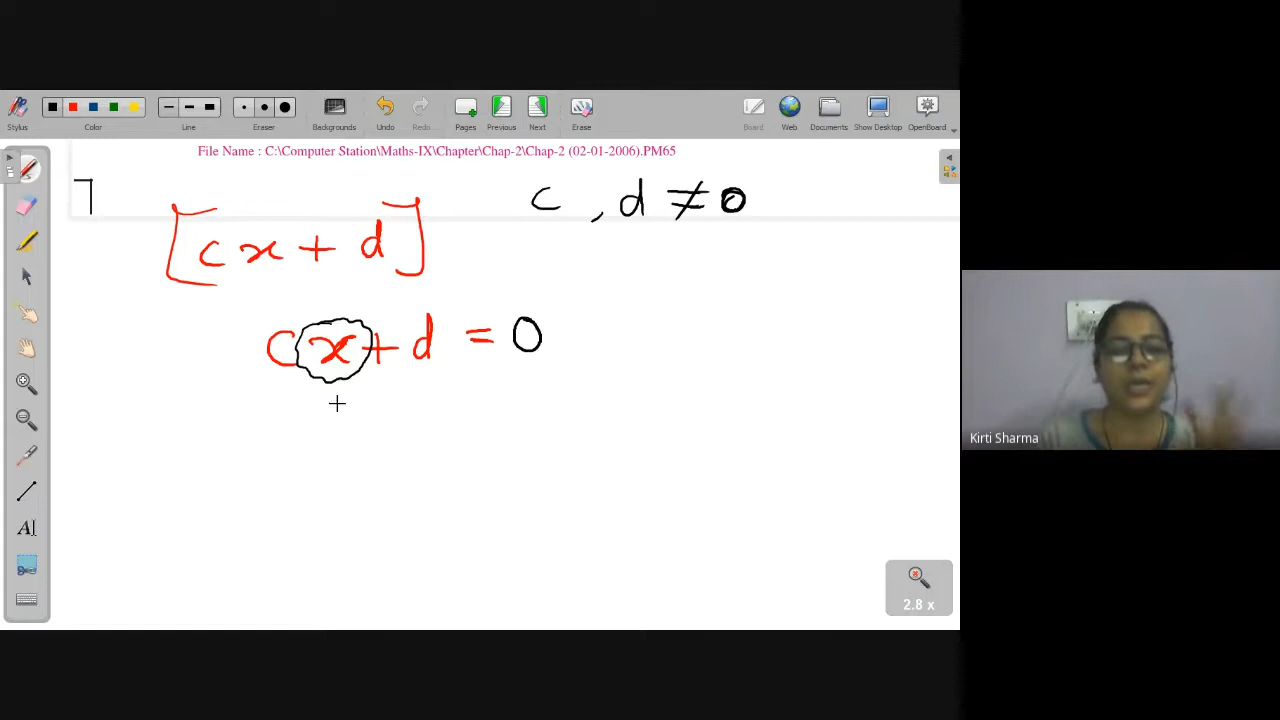 Stylus Color Line Eraser Backgrounds Undo Redo Pages Previous Next Erase Board Web Documents Show Desktop OpenBoard
File Name : C:\Computer Station\Maths-IX\Chapter\Chap-2\Chap-2 (02-01-2006).PM65
c , d ≠ 0
[cx + d]
cx + d = 0
Kirti Sharma
2.8 x